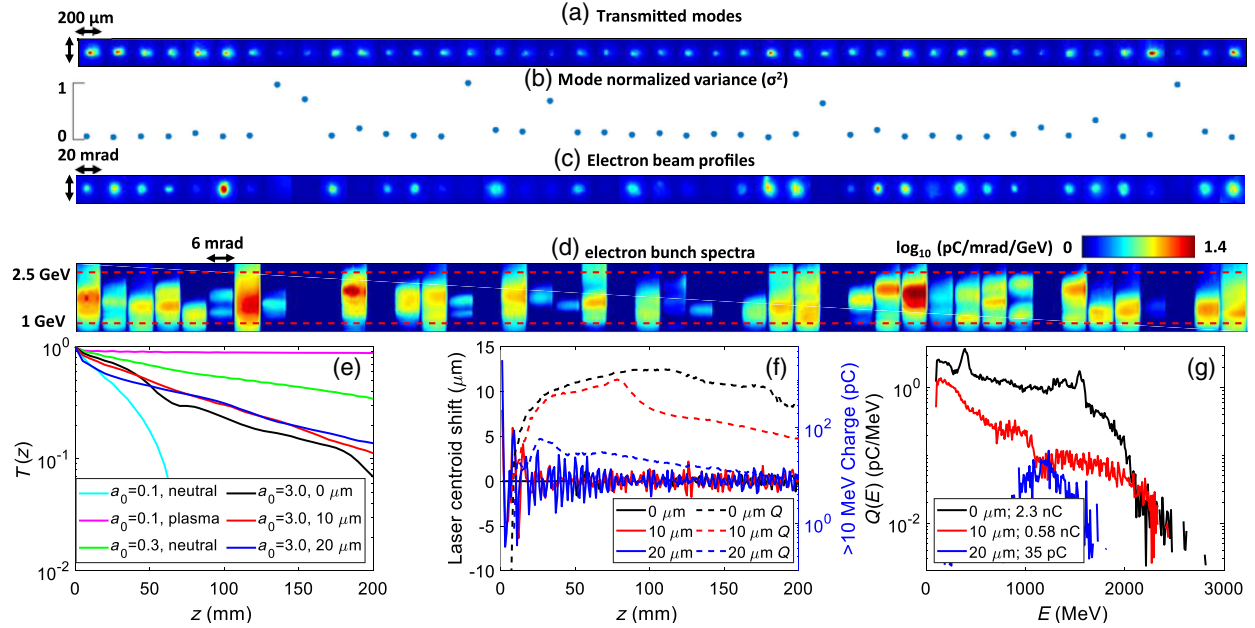 (a) Transmitted modes
200 μm
(b) Mode normalized variance (σ²)
1
0
20 mrad
(c) Electron beam profiles
6 mrad
(d) electron bunch spectra
log₁₀ (pC/mrad/GeV) 0 1.4
2.5 GeV
1 GeV
(e)
T(z)
10⁰
10⁻¹
10⁻²
a₀=0.1, neutral
a₀=0.1, plasma
a₀=0.3, neutral
a₀=3.0, 0 μm
a₀=3.0, 10 μm
a₀=3.0, 20 μm
0 50 100 150 200
z (mm)
(f)
Laser centroid shift (μm)
15
10
5
0
-5
-10
0 μm
10 μm
20 μm
0 μm Q
10 μm Q
20 μm Q
0 50 100 150 200
z (mm)
10²
10⁰
>10 MeV Charge (pC)
(g)
Q(E) (pC/MeV)
10⁰
10⁻²
0 μm; 2.3 nC
10 μm; 0.58 nC
20 μm; 35 pC
0 1000 2000 3000
E (MeV)